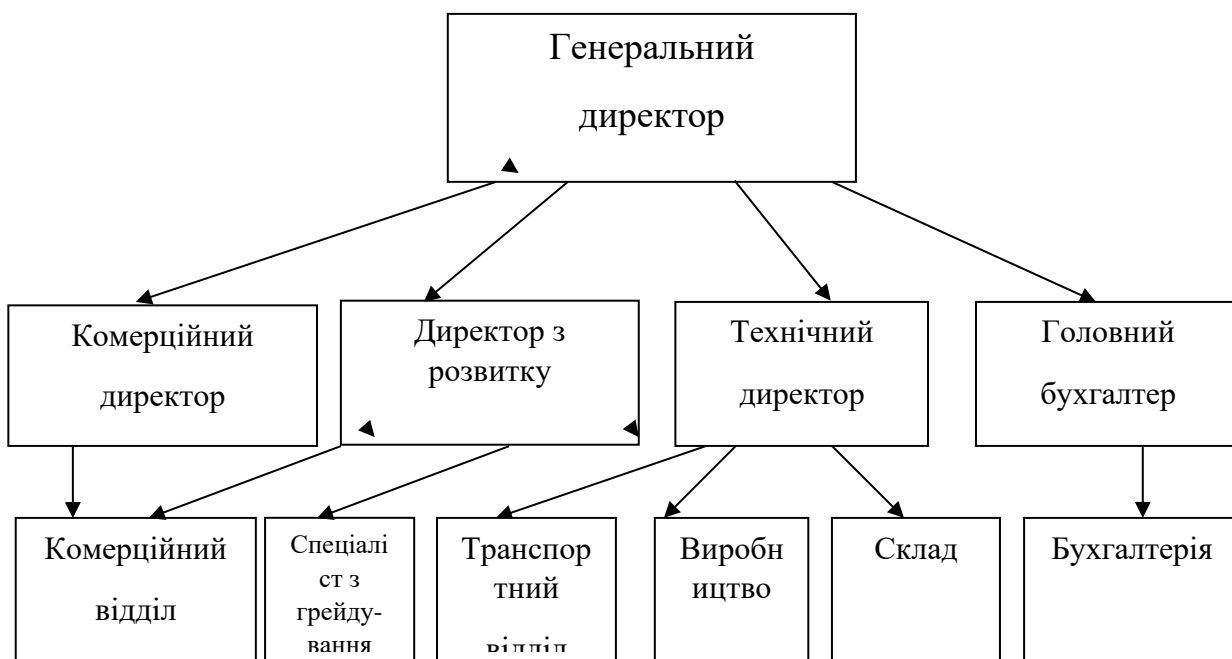 Генеральний
директор
Комерційний
директор
Директор з
розвитку
Технічний
директор
Головний
бухгалтер
Комерційний
відділ
Спеціалі
ст з
грейду-
вання
Транспор
тний
відділ
Виробн
ицтво
Склад
Бухгалтерія